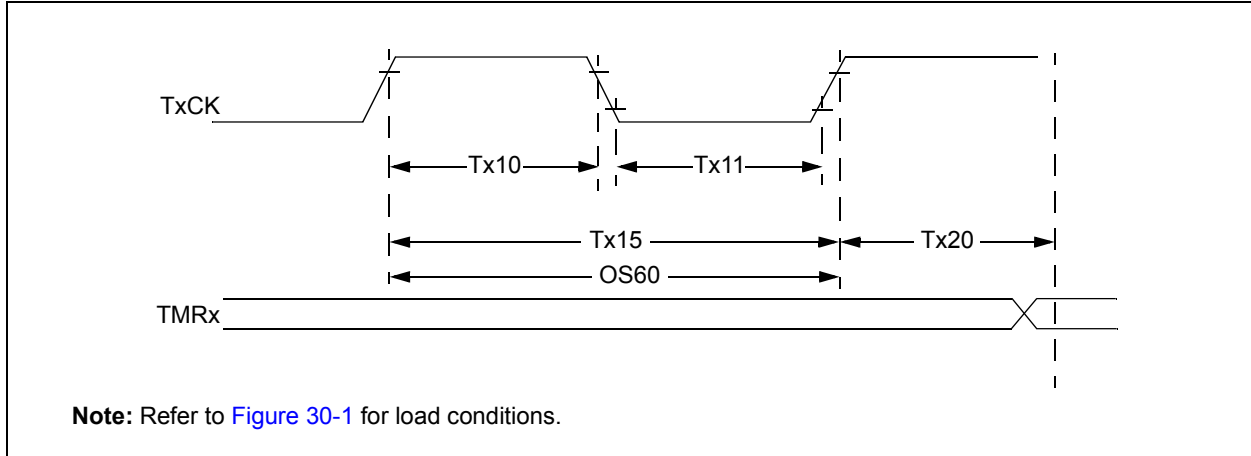 TxCK
Tx10
Tx11
Tx15
Tx20
OS60
TMRx
Note: Refer to Figure 30-1 for load conditions.